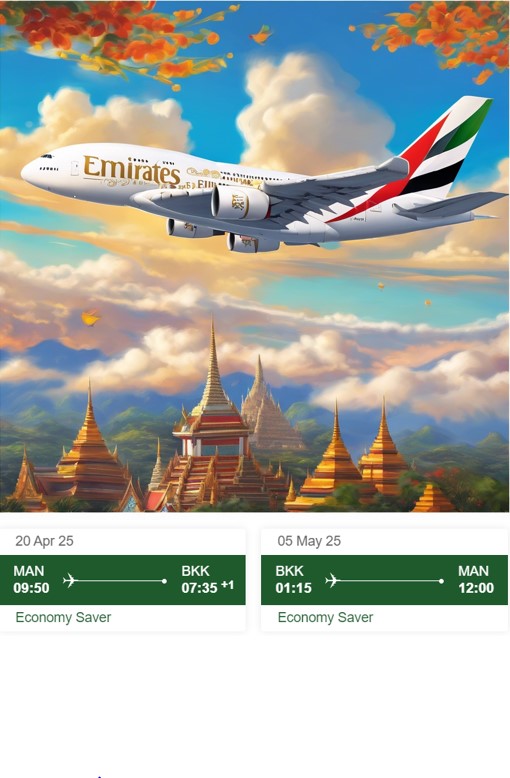 Emirates
20 Apr 25
MAN
BKK
09:50
07:35 +1
Economy Saver
05 May 25
BKK
MAN
01:15
12:00
Economy Saver